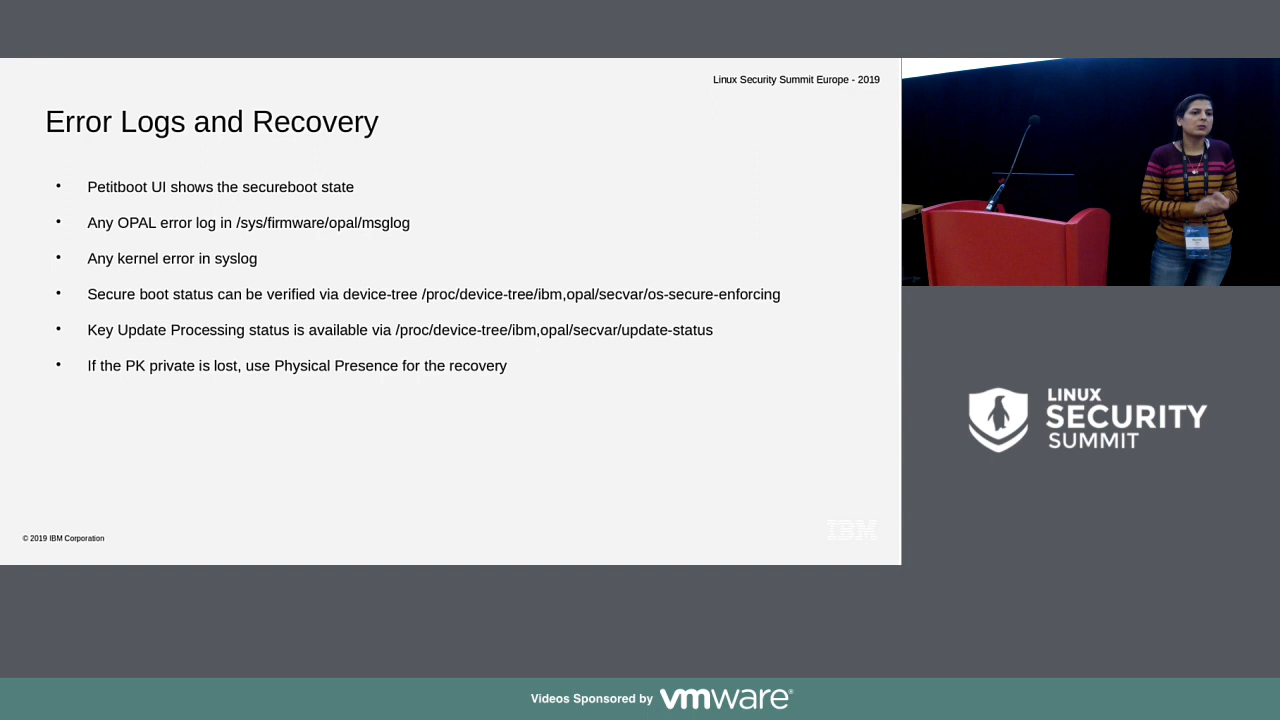 Linux Security Summit Europe - 2019
Error Logs and Recovery
• Petitboot UI shows the secureboot state
• Any OPAL error log in /sys/firmware/opal/msglog
• Any kernel error in syslog
• Secure boot status can be verified via device-tree /proc/device-tree/ibm,opal/secvar/os-secure-enforcing
• Key Update Processing status is available via /proc/device-tree/ibm,opal/secvar/update-status
• If the PK private is lost, use Physical Presence for the recovery
© 2019 IBM Corporation
IBM
LINUX
SECURITY
SUMMIT
Videos Sponsored by vmware®